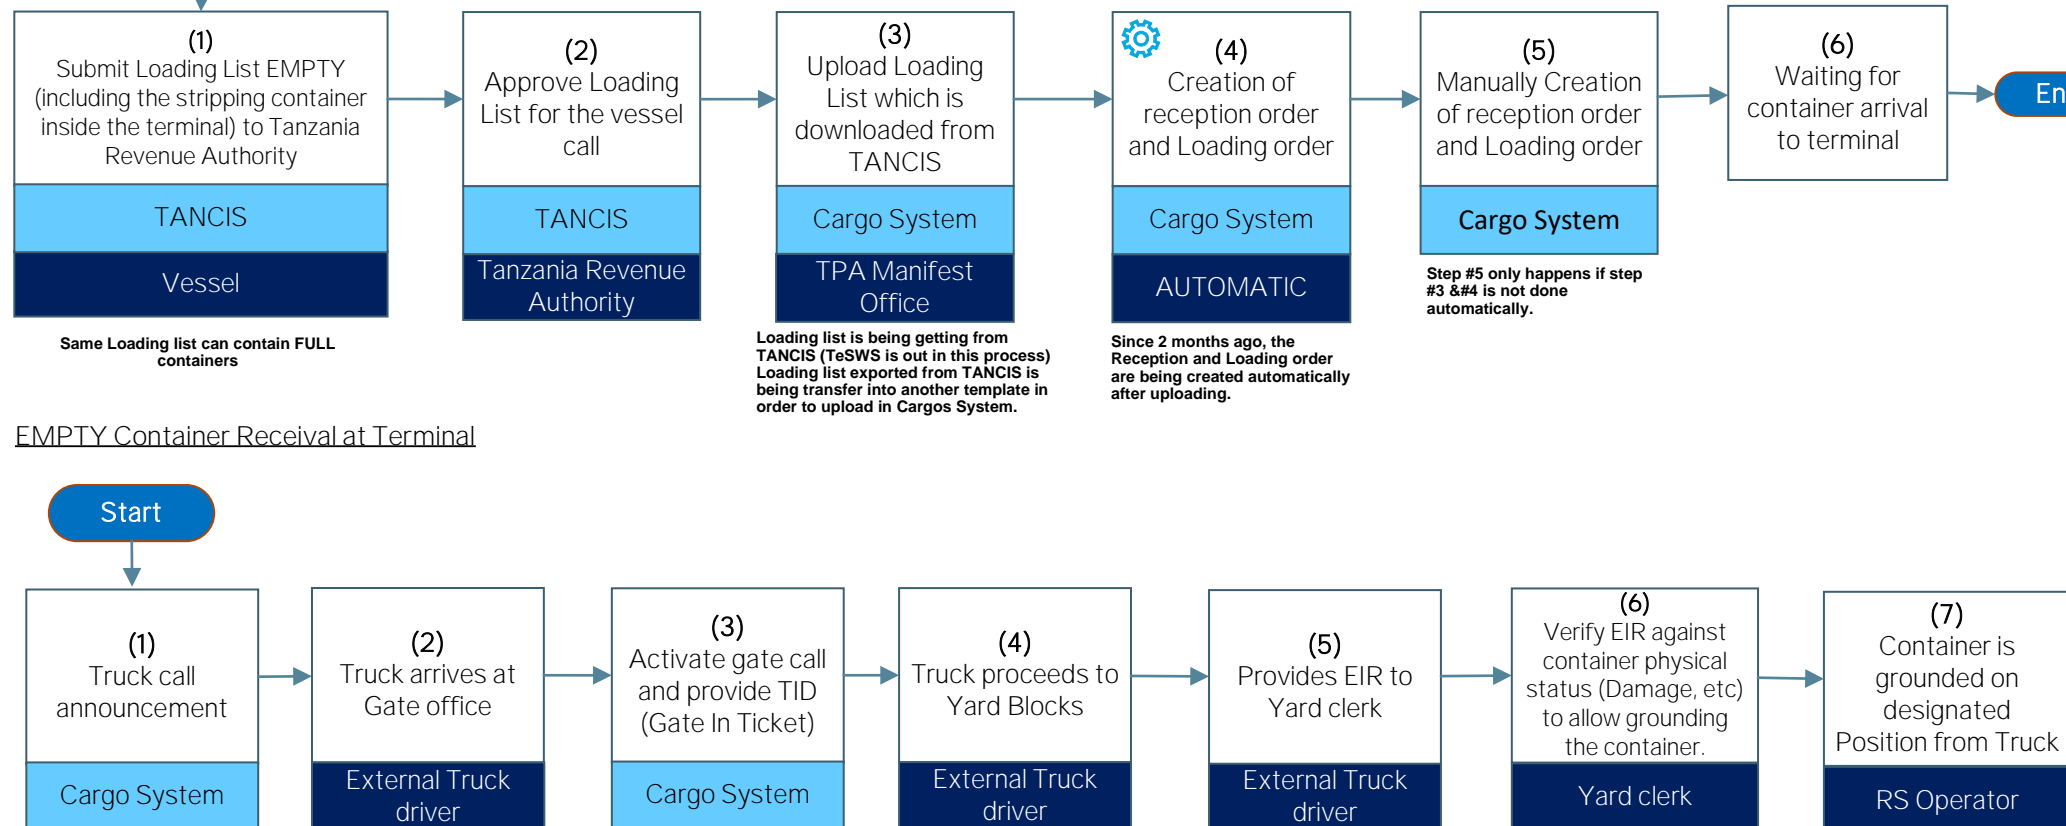 (1)
Submit Loading List EMPTY
(including the stripping container
inside the terminal) to Tanzania
Revenue Authority
TANCIS
Vessel
Same Loading list can contain FULL
containers
(2)
Approve Loading
List for the vessel
call
TANCIS
Tanzania Revenue
Authority
(3)
Upload Loading
List which is
downloaded from
TANCIS
Cargo System
TPA Manifest
Office
Loading list is being getting from
TANCIS (TeSWS is out in this process)
Loading list exported from TANCIS is
being transfer into another template in
order to upload in Cargos System.
(4)
Creation of
reception order
and Loading order
Cargo System
AUTOMATIC
Since 2 months ago, the
Reception and Loading order
are being created automatically
after uploading.
(5)
Manually Creation
of reception order
and Loading order
Cargo System
Step #5 only happens if step
#3 &#4 is not done
automatically.
(6)
Waiting for
container arrival
to terminal
En
EMPTY Container Receival at Terminal
Start
(1)
Truck call
announcement
Cargo System
(2)
Truck arrives at
Gate office
External Truck
driver
(3)
Activate gate call
and provide TID
(Gate In Ticket)
Cargo System
(4)
Truck proceeds to
Yard Blocks
External Truck
driver
(5)
Provides EIR to
Yard clerk
External Truck
driver
(6)
Verify EIR against
container physical
status (Damage, etc)
to allow grounding
the container.
Yard clerk
(7)
Container is
grounded on
designated
Position from Truck
RS Operator